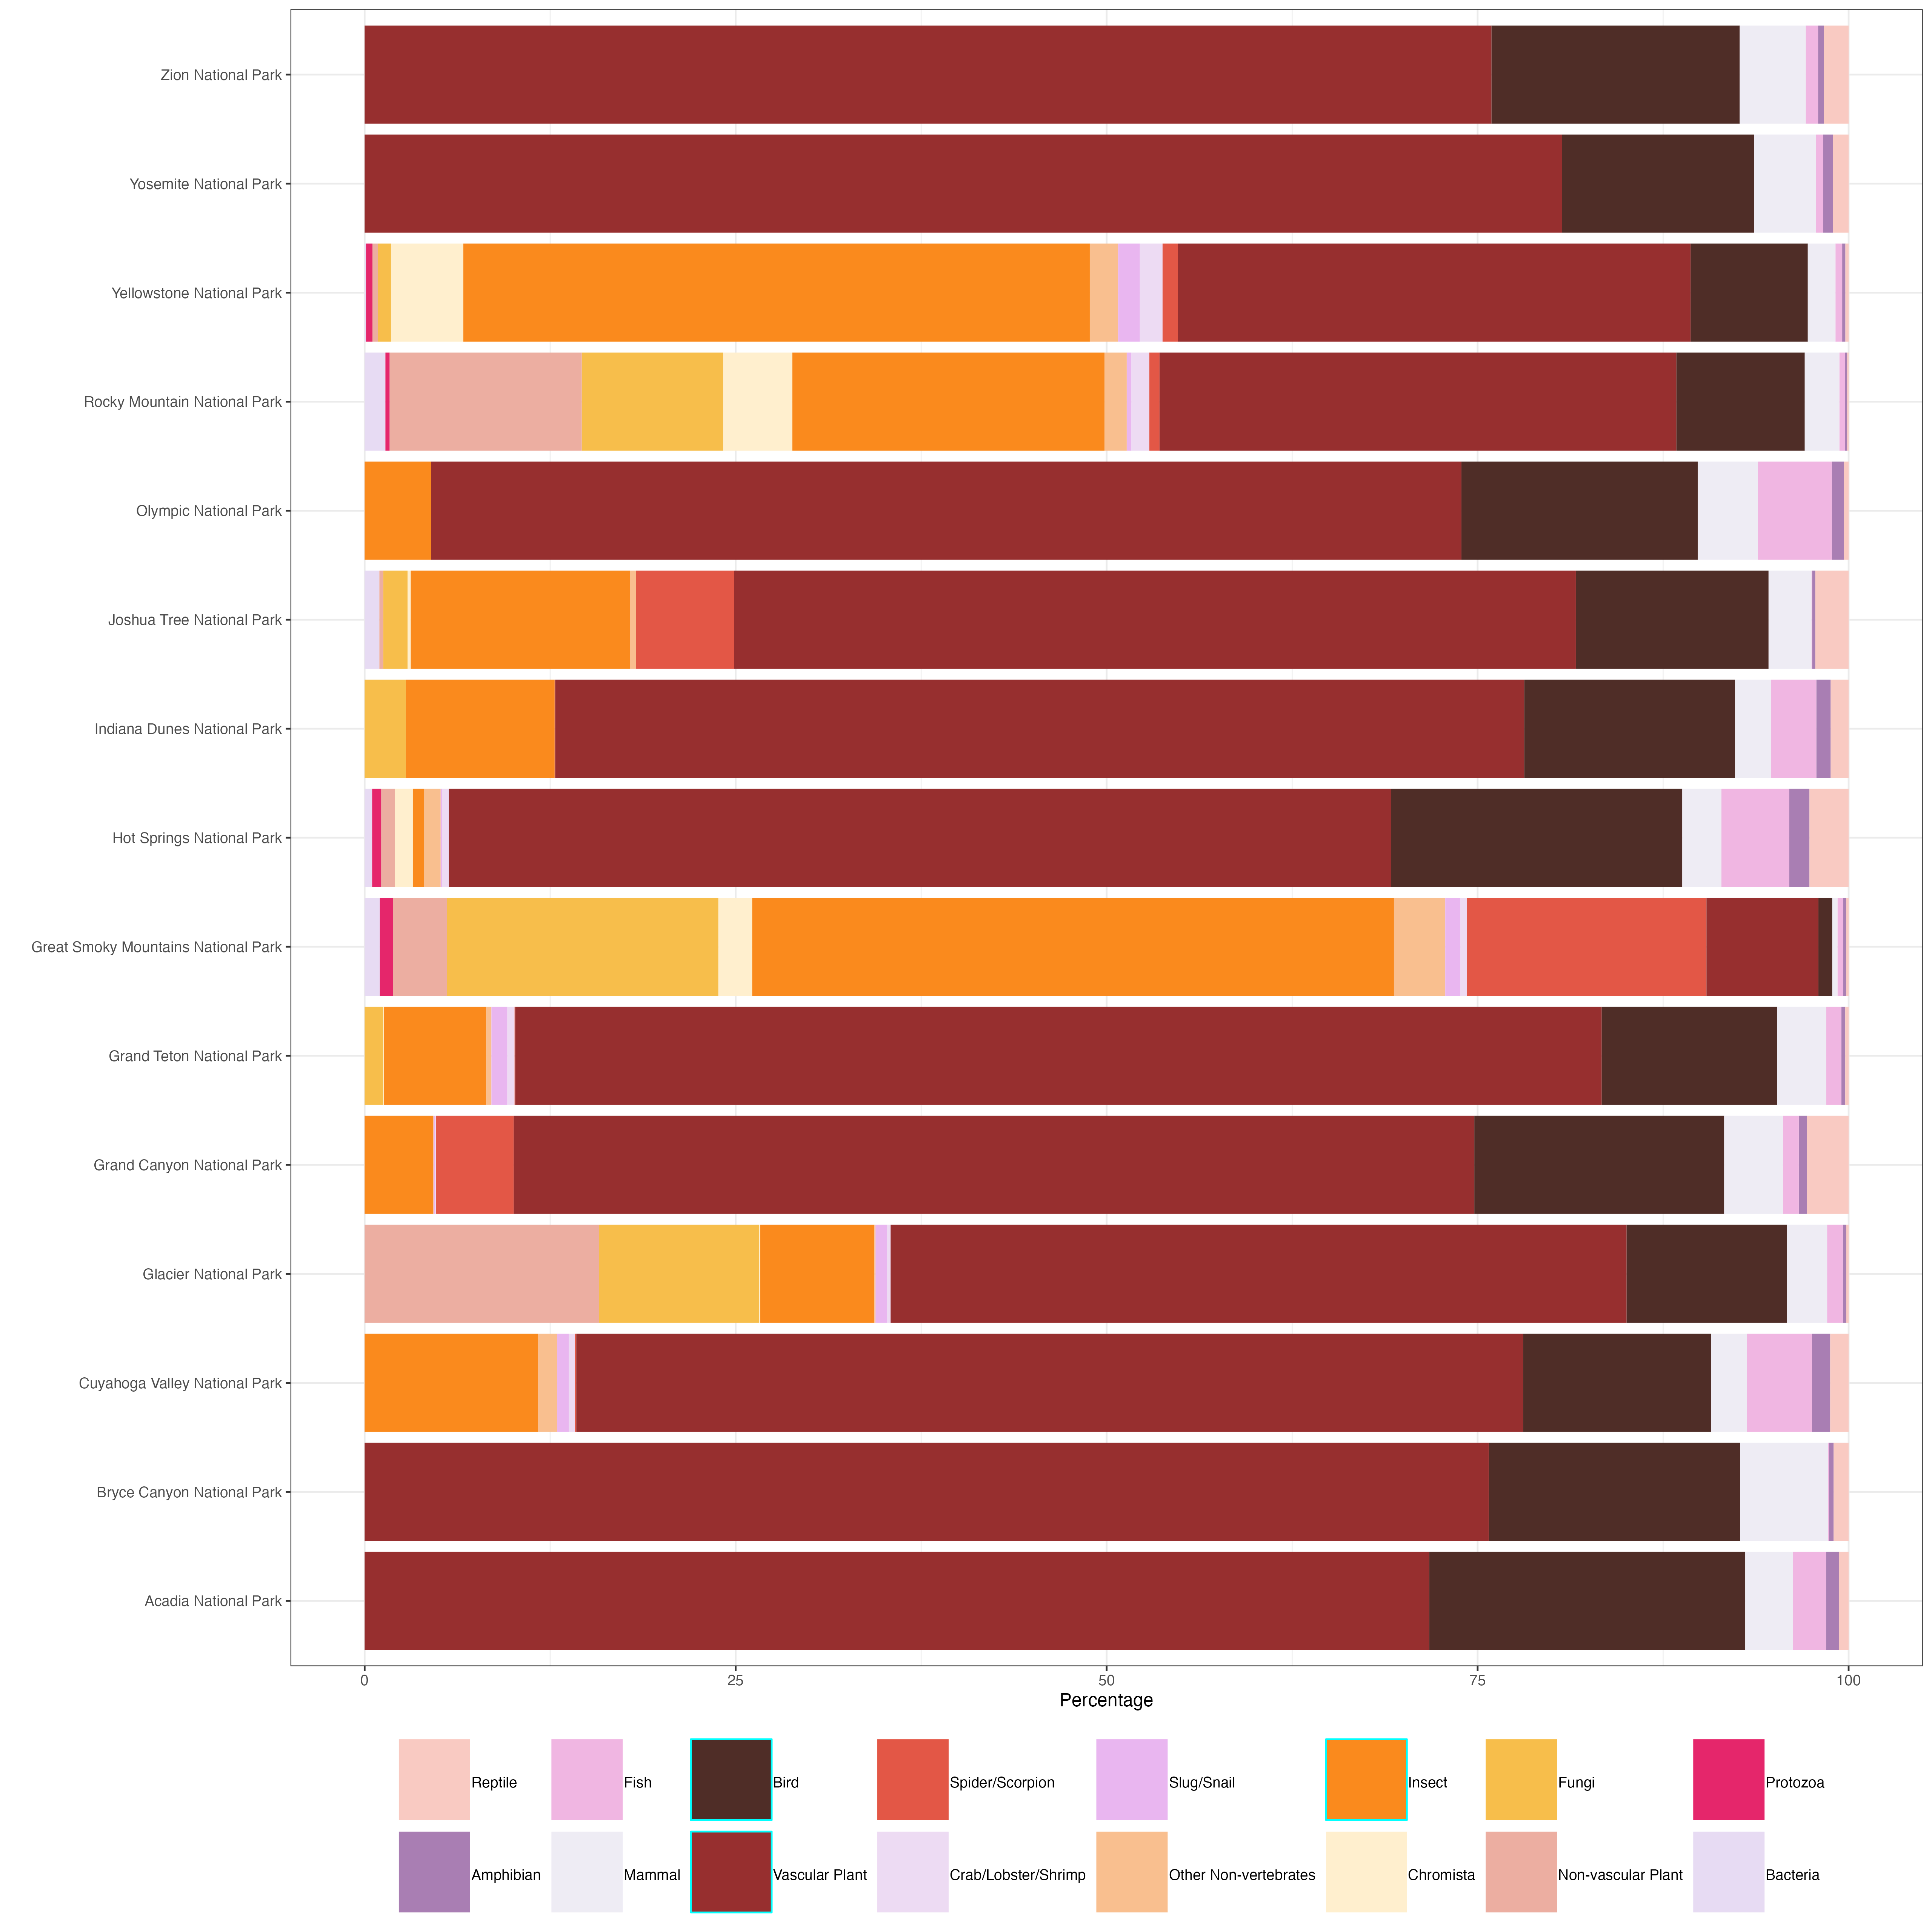 Zion National Park
Yosemite National Park
Yellowstone National Park
Rocky Mountain National Park
Olympic National Park
Joshua Tree National Park
Indiana Dunes National Park
Hot Springs National Park
Great Smoky Mountains National Park
Grand Teton National Park
Grand Canyon National Park
Glacier National Park
Cuyahoga Valley National Park
Bryce Canyon National Park
Acadia National Park
0 25 50 75 100
Percentage
Reptile Fish Bird Spider/Scorpion Slug/Snail Insect Fungi Protozoa
Amphibian Mammal Vascular Plant Crab/Lobster/Shrimp Other Non-vertebrates Chromista Non-vascular Plant Bacteria